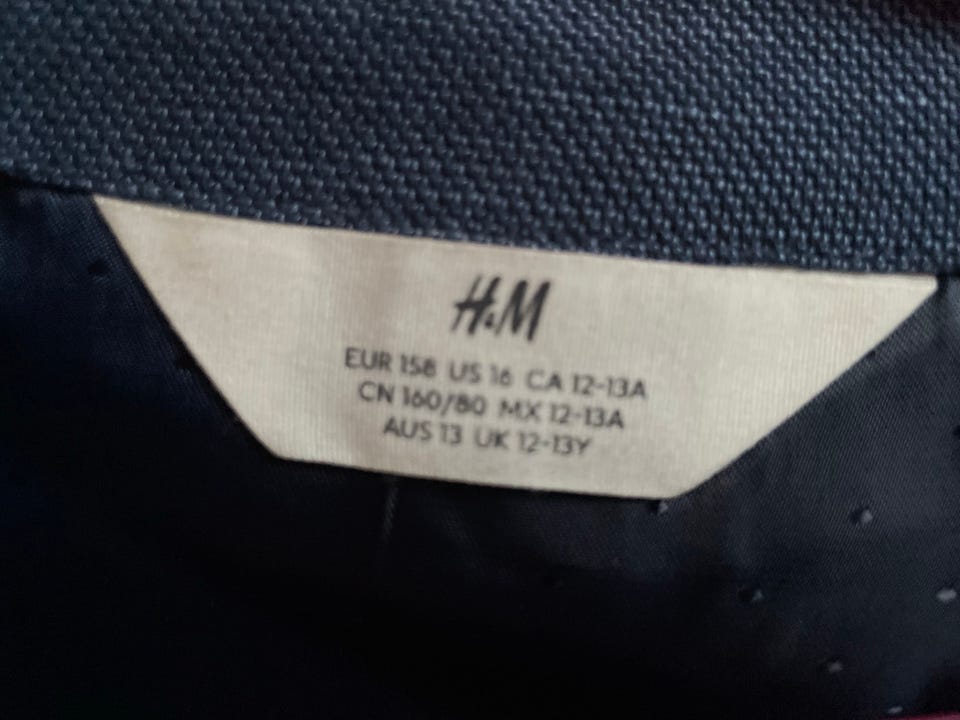 H&M
EUR 158 US 16 CA 12-13A
CN 160/80 MX 12-13A
AUS 13 UK 12-13Y